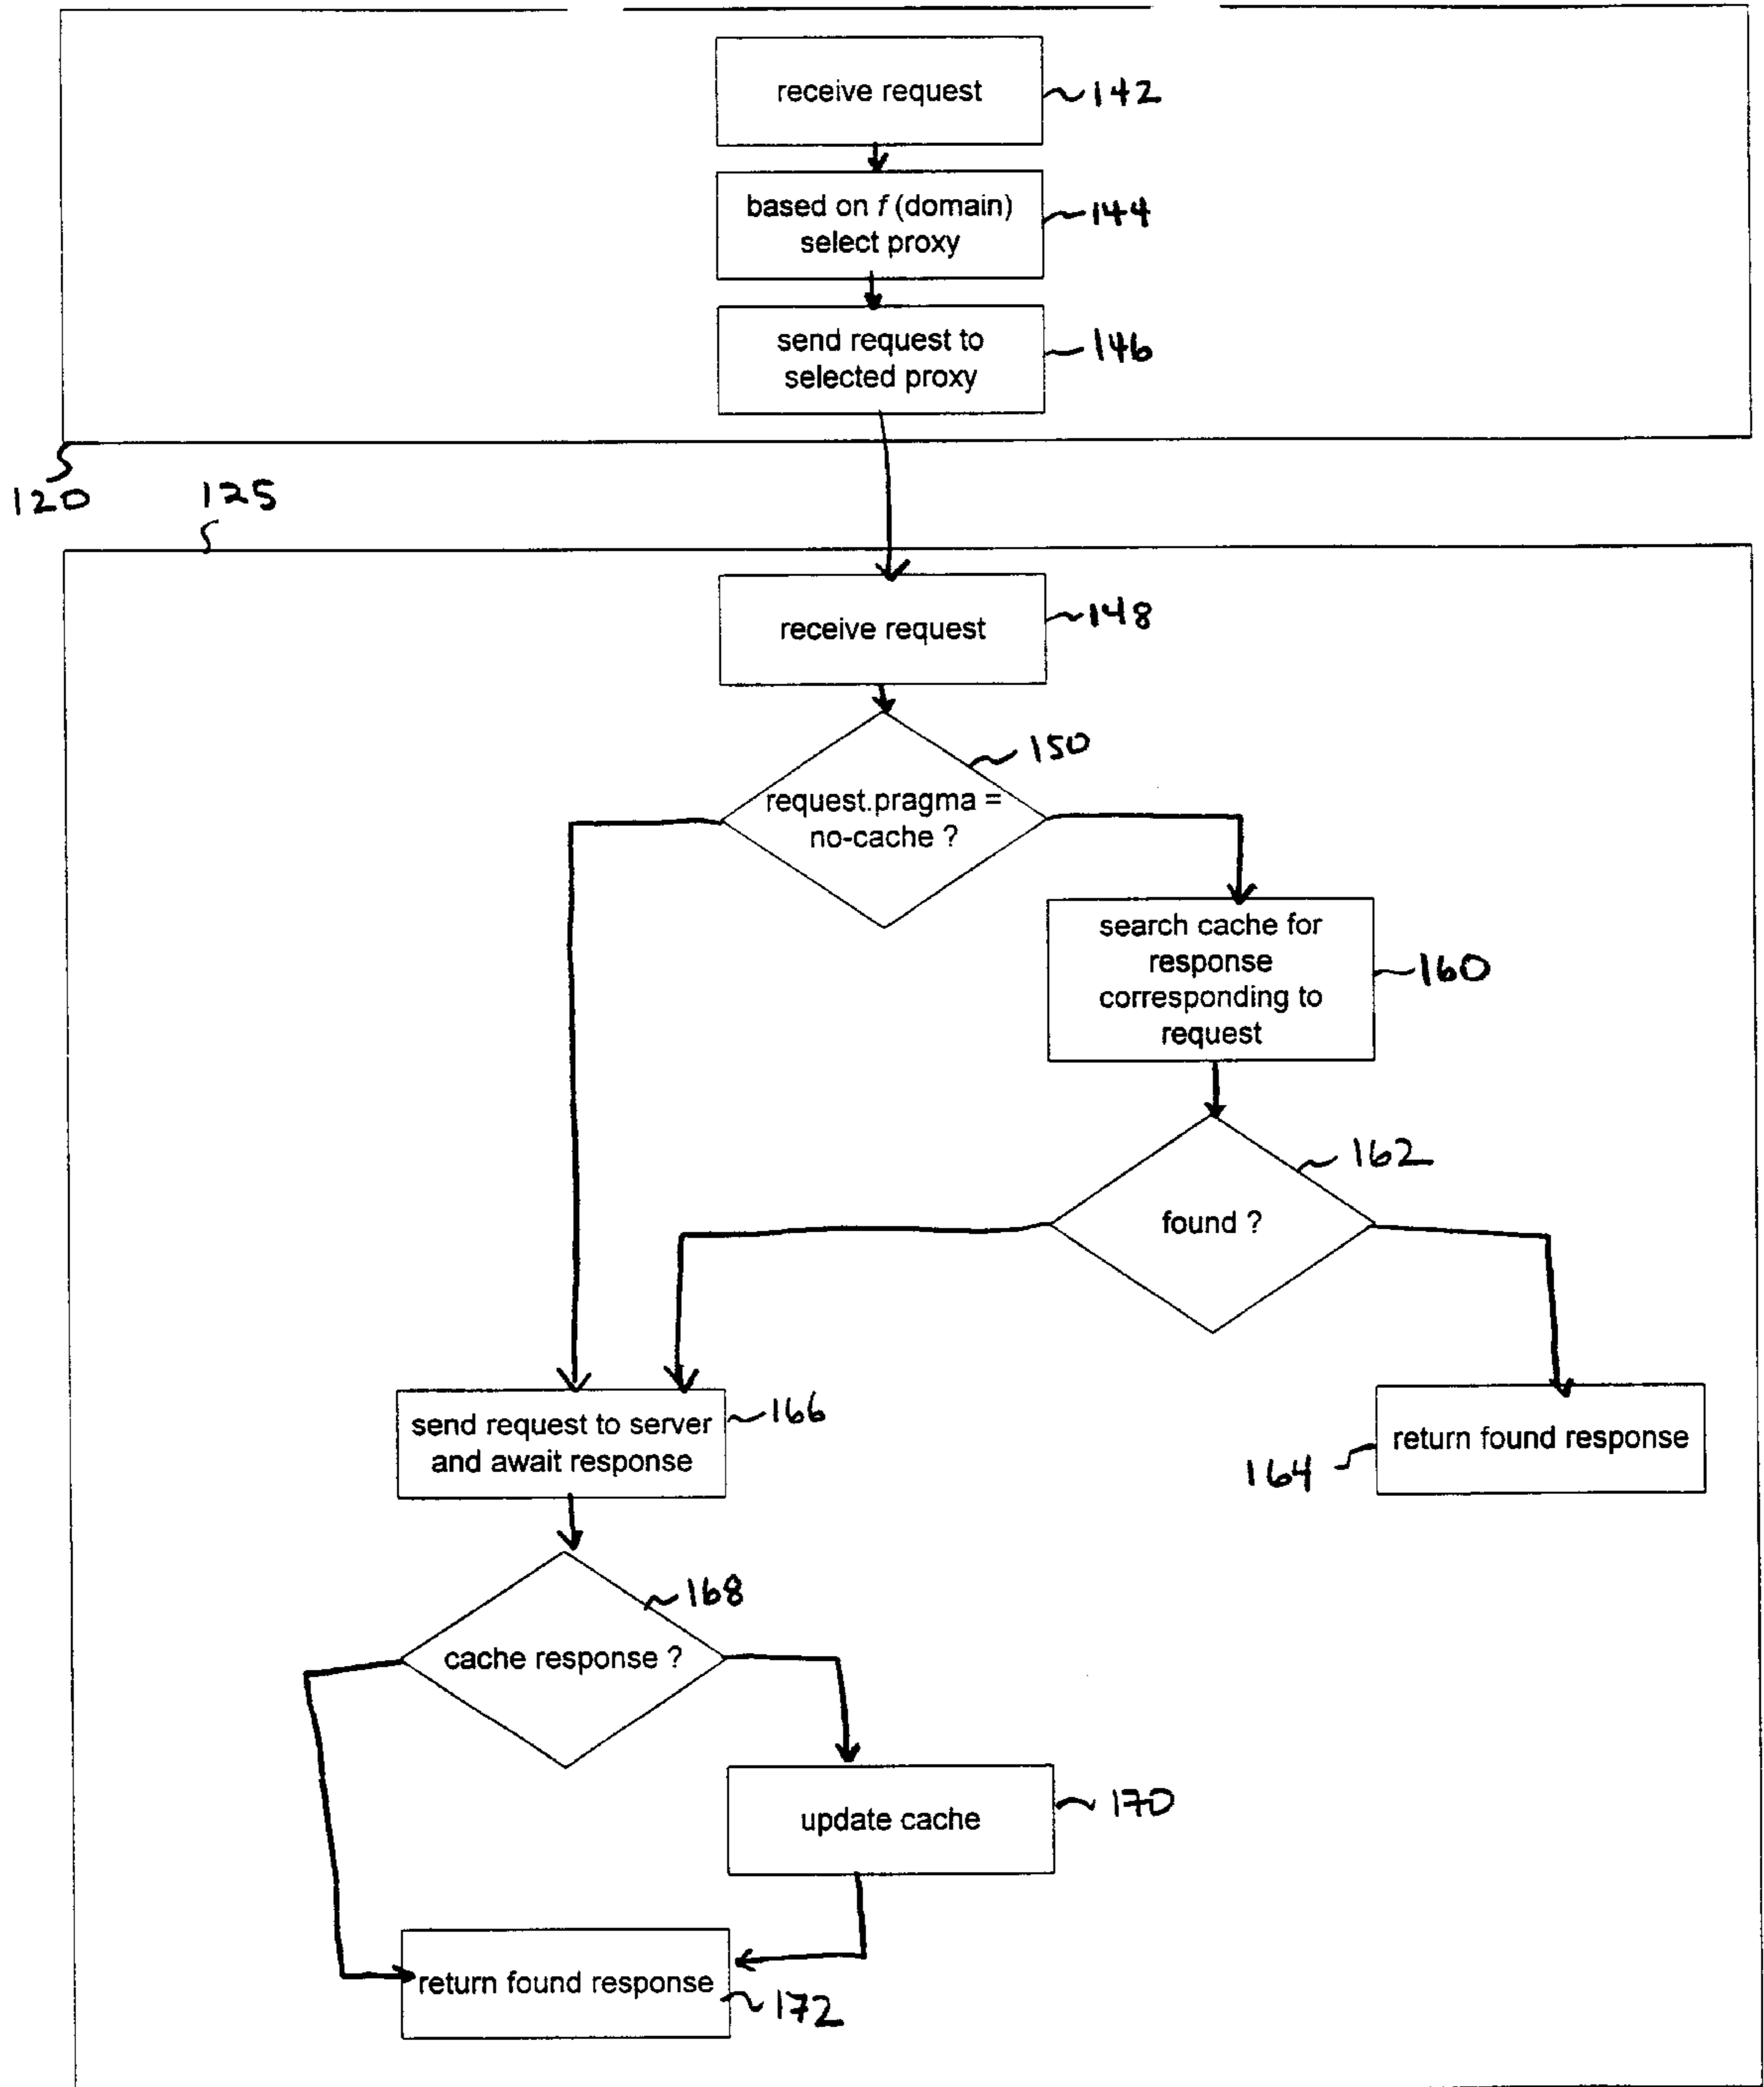 receive request
142
based on f (domain)
select proxy
144
send request to
selected proxy
146
120
125
receive request
148
150
request.pragma =
no-cache ?
search cache for
response
corresponding to
request
160
162
found ?
send request to server
and await response
166
return found response
164
168
cache response ?
update cache
170
return found response
172